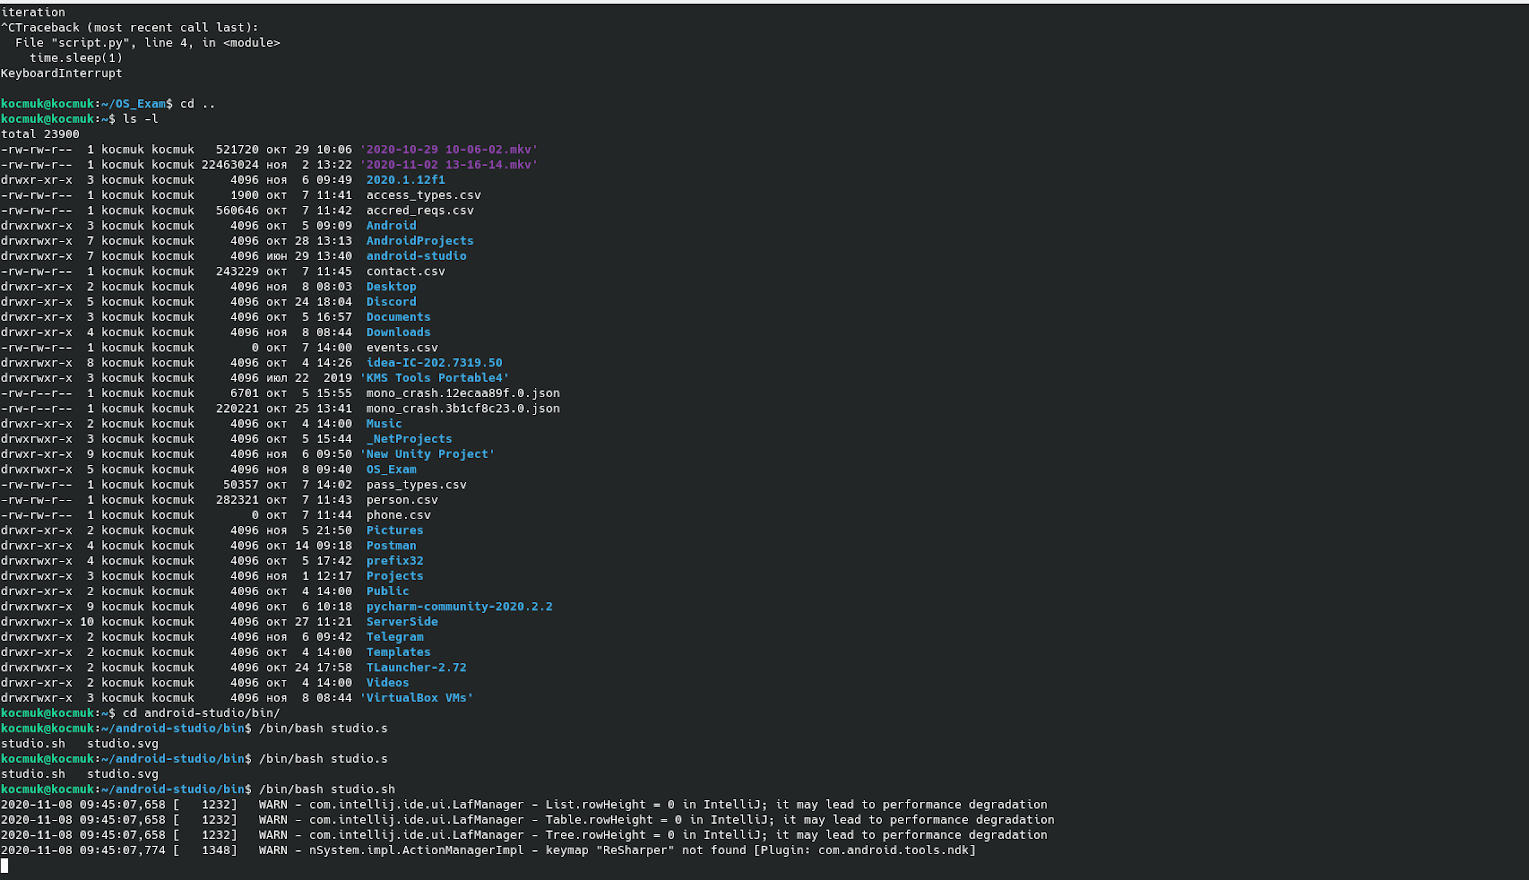 iteration
^CTraceback (most recent call last):
  File "script.py", line 4, in <module>
    time.sleep(1)
KeyboardInterrupt
kocmuk@kocmuk:~/OS_Exam$ cd ..
kocmuk@kocmuk:~$ ls -l
total 23900
-rw-rw-r--  1 kocmuk kocmuk   521720 окт 29 10:06 '2020-10-29 10-06-02.mkv'
-rw-rw-r--  1 kocmuk kocmuk 22463024 ноя  2 13:22 '2020-11-02 13-16-14.mkv'
drwxr-xr-x  3 kocmuk kocmuk     4096 ноя  6 09:49  2020.1.12f1
-rw-rw-r--  1 kocmuk kocmuk     1900 окт  7 11:41  access_types.csv
-rw-rw-r--  1 kocmuk kocmuk   560646 окт  7 11:42  accred_reqs.csv
drwxrwxr-x  3 kocmuk kocmuk     4096 окт  5 09:09  Android
drwxrwxr-x  7 kocmuk kocmuk     4096 окт 28 13:13  AndroidProjects
drwxrwxr-x  7 kocmuk kocmuk     4096 июн 29 13:40  android-studio
-rw-rw-r--  1 kocmuk kocmuk   243229 окт  7 11:45  contact.csv
drwxr-xr-x  2 kocmuk kocmuk     4096 ноя  8 08:03  Desktop
drwxrwxr-x  5 kocmuk kocmuk     4096 окт 24 18:04  Discord
drwxr-xr-x  3 kocmuk kocmuk     4096 окт  5 16:57  Documents
drwxr-xr-x  4 kocmuk kocmuk     4096 ноя  8 08:44  Downloads
-rw-rw-r--  1 kocmuk kocmuk        0 окт  7 14:00  events.csv
drwxrwxr-x  8 kocmuk kocmuk     4096 окт  4 14:26  idea-IC-202.7319.50
drwxrwxr-x  3 kocmuk kocmuk     4096 июл 22  2019 'KMS Tools Portable4'
-rw-r--r--  1 kocmuk kocmuk     6701 окт  5 15:55  mono_crash.12ecaa89f.0.json
-rw-r--r--  1 kocmuk kocmuk   220221 окт 25 13:41  mono_crash.3b1cf8c23.0.json
drwxr-xr-x  2 kocmuk kocmuk     4096 окт  4 14:00  Music
drwxrwxr-x  3 kocmuk kocmuk     4096 окт  5 15:44  _NetProjects
drwxrwxr-x  9 kocmuk kocmuk     4096 ноя  6 09:50 'New Unity Project'
drwxrwxr-x  5 kocmuk kocmuk     4096 ноя  8 09:40  OS_Exam
-rw-rw-r--  1 kocmuk kocmuk    50357 окт  7 14:02  pass_types.csv
-rw-rw-r--  1 kocmuk kocmuk   282321 окт  7 11:43  person.csv
-rw-rw-r--  1 kocmuk kocmuk        0 окт  7 11:44  phone.csv
drwxr-xr-x  2 kocmuk kocmuk     4096 ноя  5 21:50  Pictures
drwxr-xr-x  4 kocmuk kocmuk     4096 окт 14 09:18  Postman
drwxrwxr-x  4 kocmuk kocmuk     4096 окт  5 17:42  prefix32
drwxrwxr-x  3 kocmuk kocmuk     4096 ноя  1 12:17  Projects
drwxr-xr-x  2 kocmuk kocmuk     4096 окт  4 14:00  Public
drwxr-xr-x  9 kocmuk kocmuk     4096 окт  6 10:18  pycharm-community-2020.2.2
drwxrwxr-x 10 kocmuk kocmuk     4096 окт 27 11:21  ServerSide
drwxrwxr-x  2 kocmuk kocmuk     4096 ноя  6 09:42  Telegram
drwxr-xr-x  2 kocmuk kocmuk     4096 окт  4 14:00  Templates
drwxrwxr-x  2 kocmuk kocmuk     4096 окт 24 17:58  TLauncher-2.72
drwxr-xr-x  2 kocmuk kocmuk     4096 окт  4 14:00  Videos
drwxrwxr-x  3 kocmuk kocmuk     4096 ноя  8 08:44 'VirtualBox VMs'
kocmuk@kocmuk:~$ cd android-studio/bin/
kocmuk@kocmuk:~/android-studio/bin$ /bin/bash studio.s
studio.sh   studio.svg
kocmuk@kocmuk:~/android-studio/bin$ /bin/bash studio.s
studio.sh   studio.svg
kocmuk@kocmuk:~/android-studio/bin$ /bin/bash studio.sh
2020-11-08 09:45:07,658 [   1232]   WARN - com.intellij.ide.ui.LafManager - List.rowHeight = 0 in IntelliJ; it may lead to performance degradation
2020-11-08 09:45:07,658 [   1232]   WARN - com.intellij.ide.ui.LafManager - Table.rowHeight = 0 in IntelliJ; it may lead to performance degradation
2020-11-08 09:45:07,658 [   1232]   WARN - com.intellij.ide.ui.LafManager - Tree.rowHeight = 0 in IntelliJ; it may lead to performance degradation
2020-11-08 09:45:07,774 [   1348]   WARN - nSystem.impl.ActionManagerImpl - keymap "ReSharper" not found [Plugin: com.android.tools.ndk]